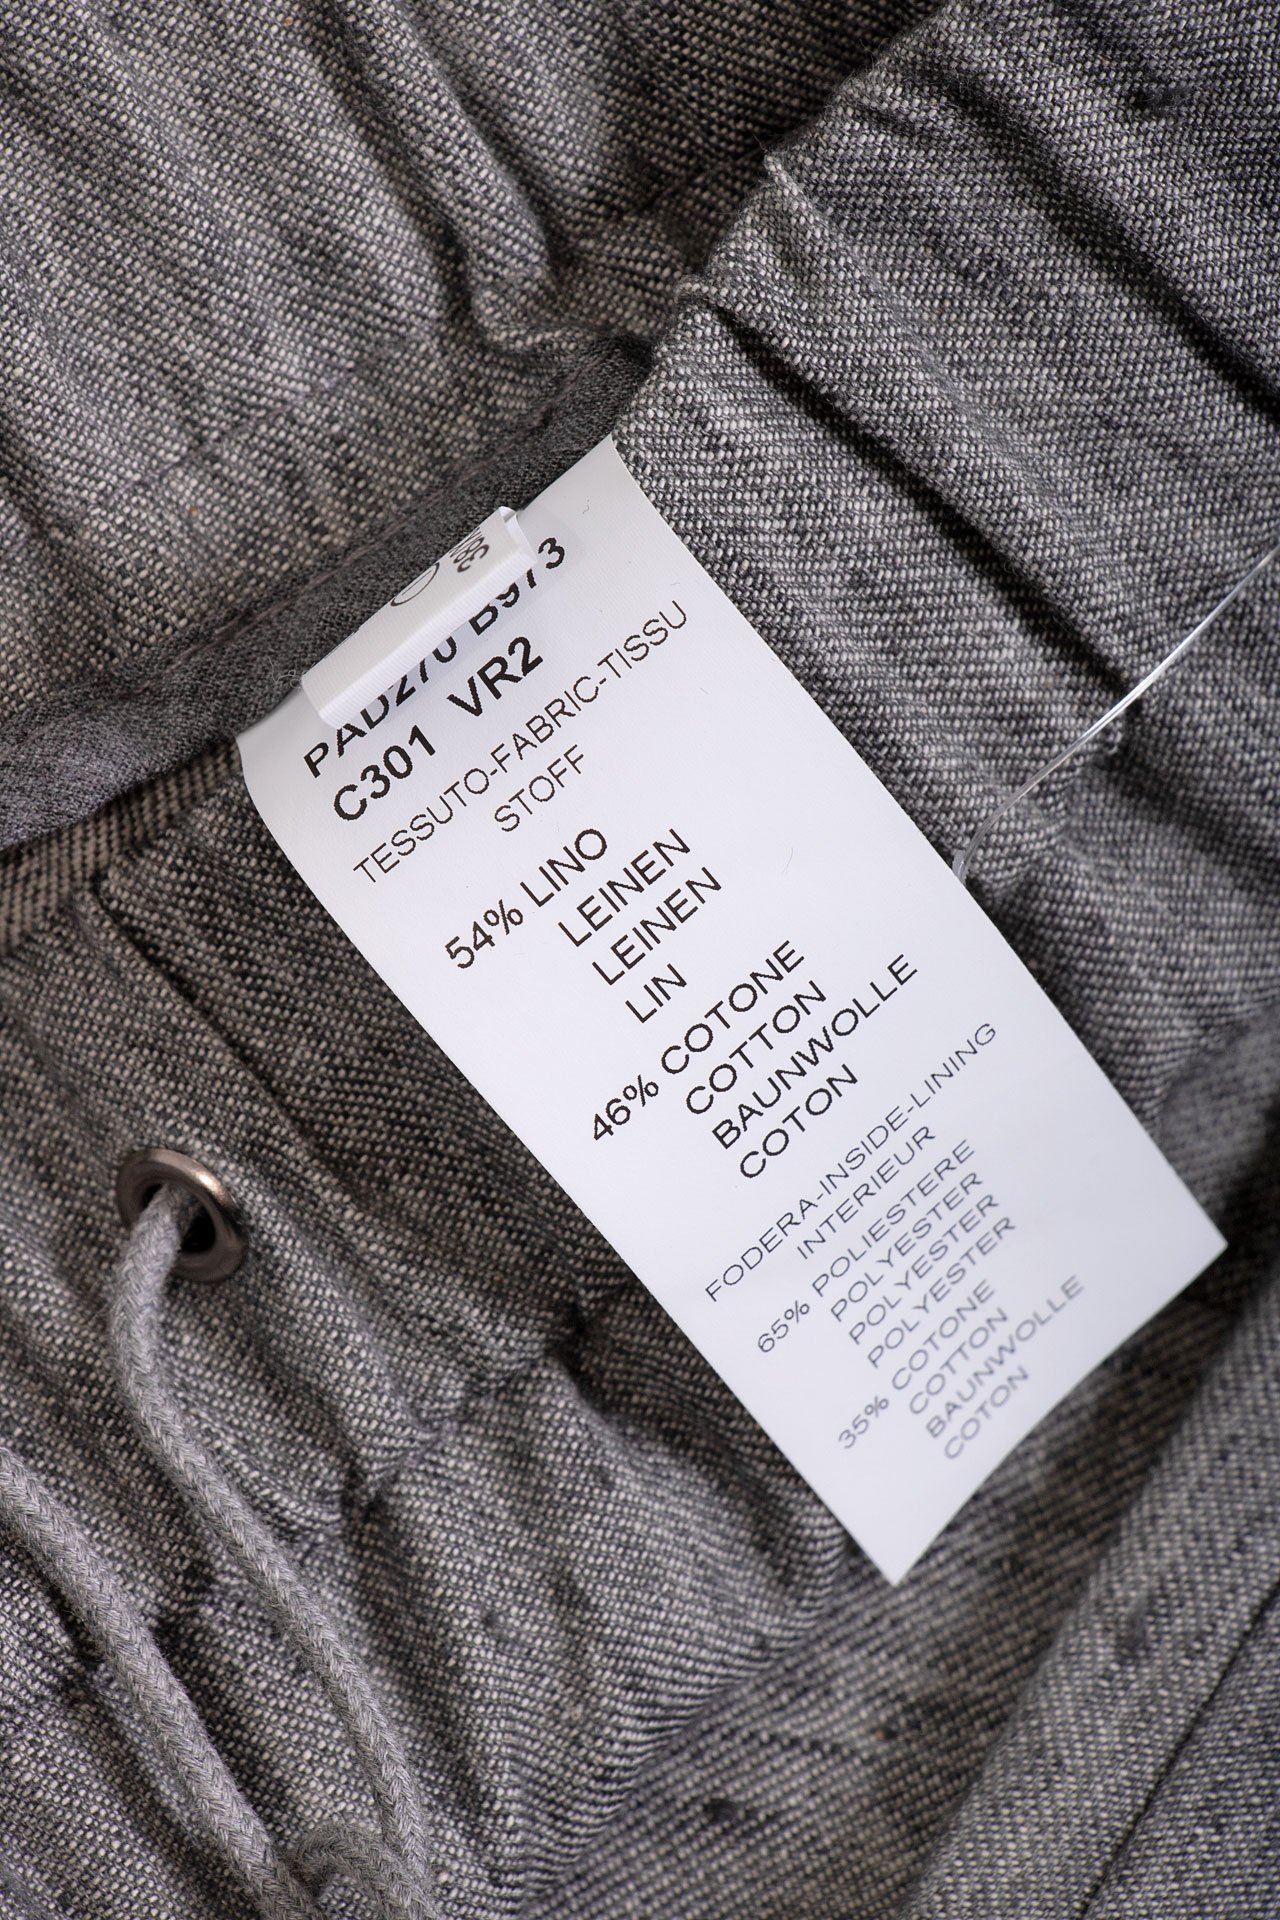 PAD270 B973
C301 VR2
TESSUTO-FABRIC-TISSU
STOFF
54% LINO
LEINEN
LEINEN
LIN
46% COTONE
COTTON
BAUNWOLLE
COTON
FODERA-INSIDE-LINING
INTERIEUR
65% POLIESTERE
POLYESTER
POLYESTER
POLYESTER
35% COTONE
COTTON
BAUNWOLLE
COTON